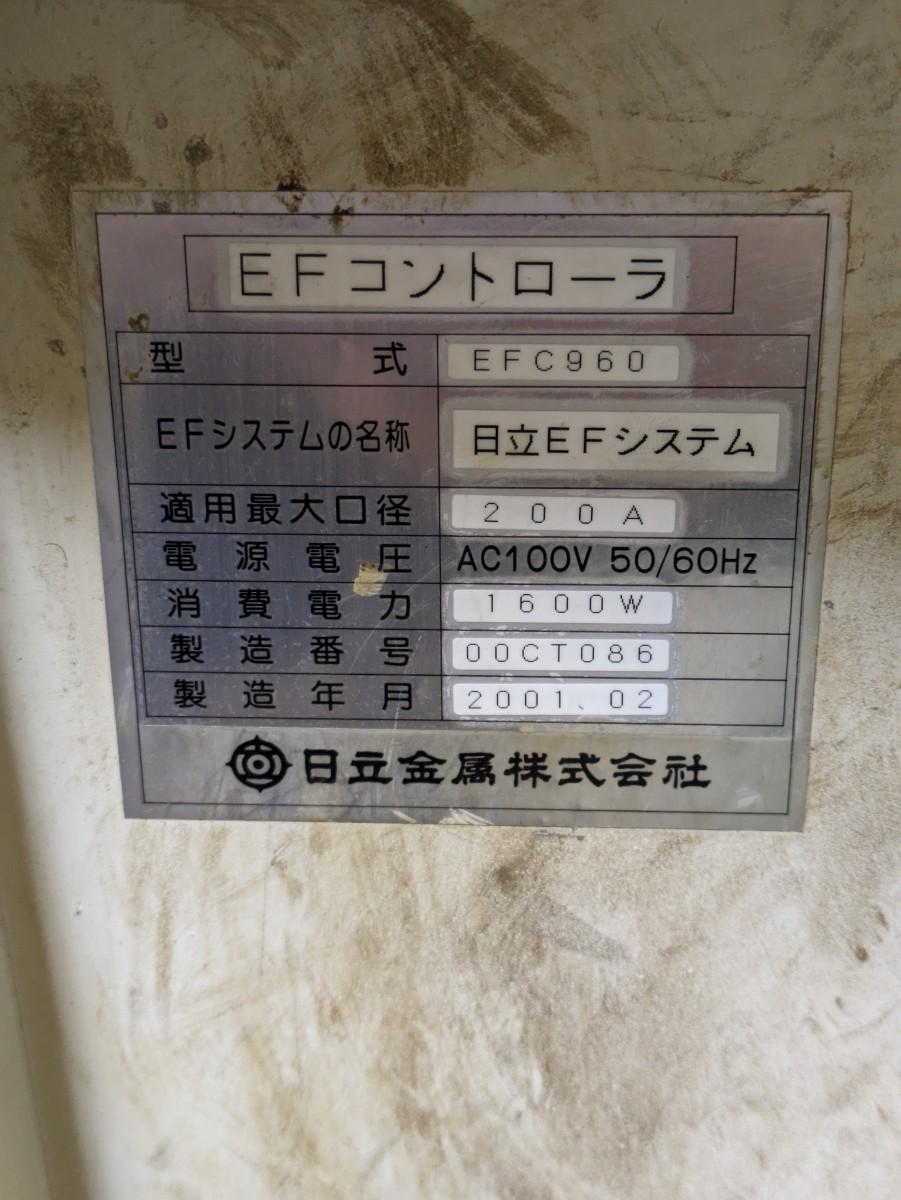 EFコントローラ
型式 EFC960
EFシステムの名称 日立EFシステム
適用最大口径 200A
電源電圧 AC100V 50/60Hz
消費電力 1600W
製造番号 00CT086
製造年月 2001、02
日立金属株式会社